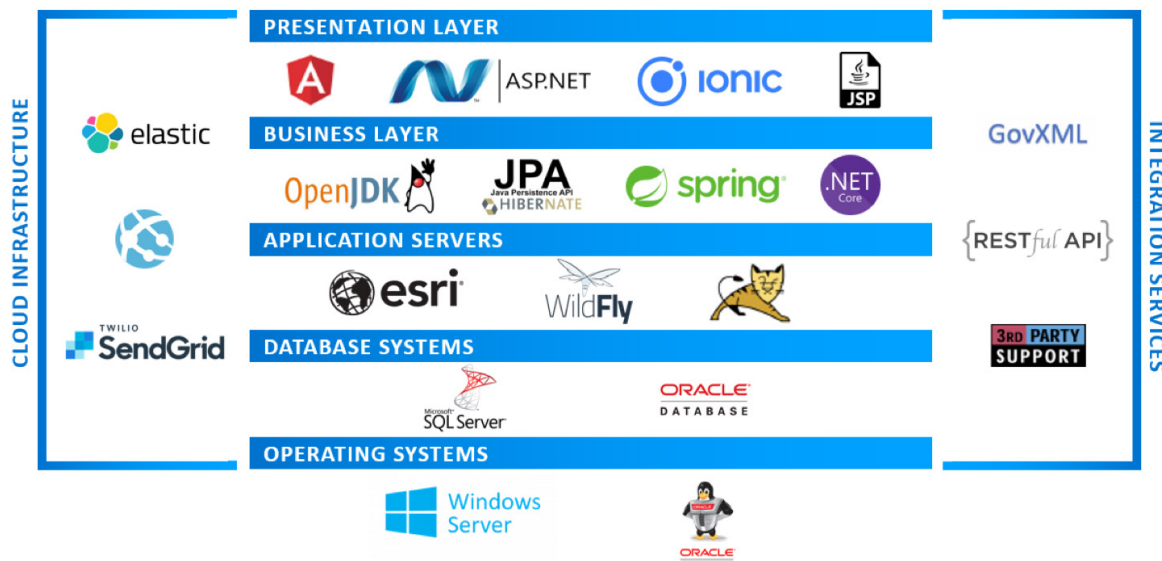 CLOUD INFRASTRUCTURE
elastic
TWILIO
SendGrid
PRESENTATION LAYER
A
ASP.NET
IONIC
JSP
BUSINESS LAYER
OpenJDK
JPA
Java Persistence API
HIBERNATE
spring
.NET
Core
APPLICATION SERVERS
esri
WildFly
DATABASE SYSTEMS
Microsoft
SQL Server
ORACLE
DATABASE
OPERATING SYSTEMS
Windows
Server
ORACLE
INTEGRATION SERVICES
GovXML
{RESTful API}
3RD PARTY
SUPPORT